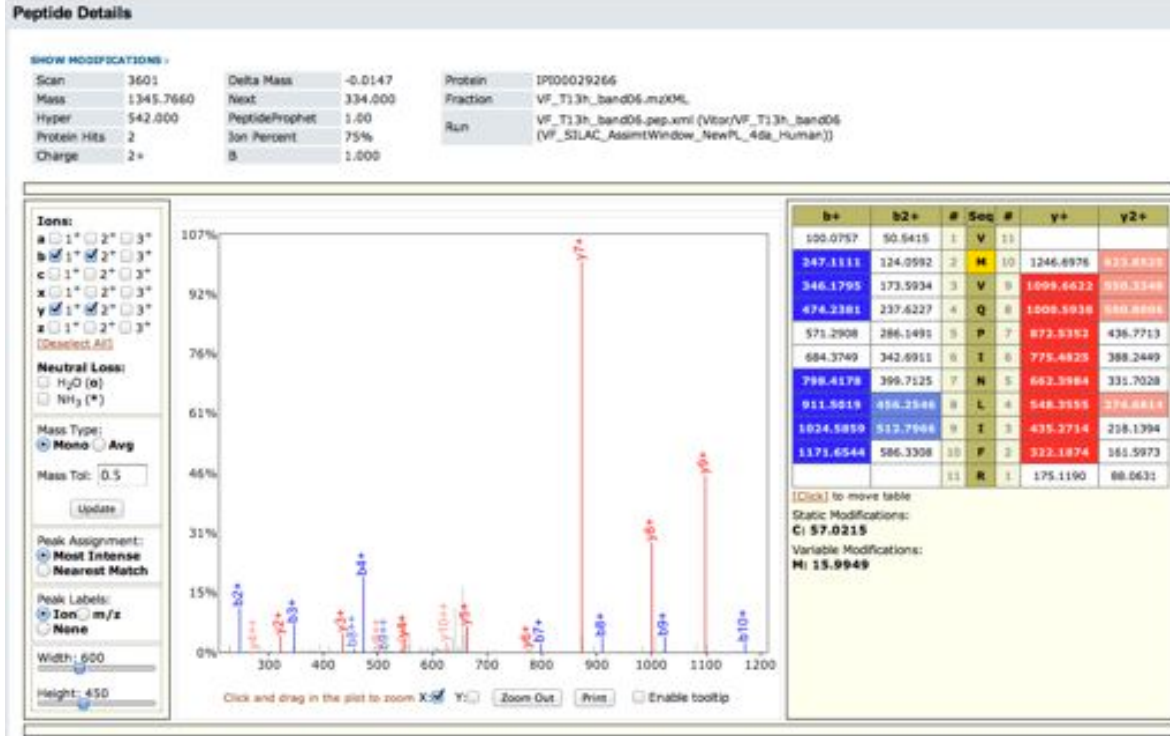 Peptide Details
SHOW MODIFICATIONS >
Scan 3601 Delta Mass -0.0147 Protein IPI00029266
Mass 1345.7660 Next 334.000 Fraction VF_T13h_band06.mzXML
Hyper 542.000 PeptideProphet 1.00 Run VF_T13h_band06.pep.xml (Vitor/VF_T13h_band06
Protein Hits 2 Ion Percent 75% (VF_SILAC_AssimtWindow_NewPL_4da_Human))
Charge 2+ B 1.000
Ions:
a 1+ 2+ 3+
b 1+ 2+ 3+
c 1+ 2+ 3+
x 1+ 2+ 3+
y 1+ 2+ 3+
z 1+ 2+ 3+
[Deselect All]
Neutral Loss:
H2O (o)
NH3 (*)
Mass Type:
Mono Avg
Mass Tol: 0.5
Update
Peak Assignment:
Most Intense
Nearest Match
Peak Labels:
Ion m/z
None
Width: 600
Height: 450
107%
92%
76%
61%
46%
31%
15%
0%
b2+
y2+
b3+
y3+
b8++
b4+
b9++
y4+
y10++
y5+
y6+
b7+
y7+
b8+
y8+
b9+
y9+
b10+
300 400 500 600 700 800 900 1000 1100 1200
Click and drag in the plot to zoom X: Y: Zoom Out Print Enable tooltip
b+ b2+ # Seq # y+ y2+
100.0757 50.5415 1 V 11
247.1111 124.0592 2 M 10 1246.6976
346.1795 173.5934 3 V 9 1099.6622
474.2381 237.6227 4 Q 8 1000.5938
571.2908 286.1491 5 P 7 872.5352 436.7713
684.3749 342.6911 6 I 6 775.4825 388.2449
798.4178 399.7125 7 N 5 662.3984 331.7028
911.5019 456.2546 8 L 4 548.3555 274.6814
1024.5859 512.7966 9 I 3 435.2714 218.1394
1171.6544 586.3308 10 F 2 322.1874 161.5973
11 R 1 175.1190 88.0631
[Click] to move table
Static Modifications:
C: 57.0215
Variable Modifications:
M: 15.9949